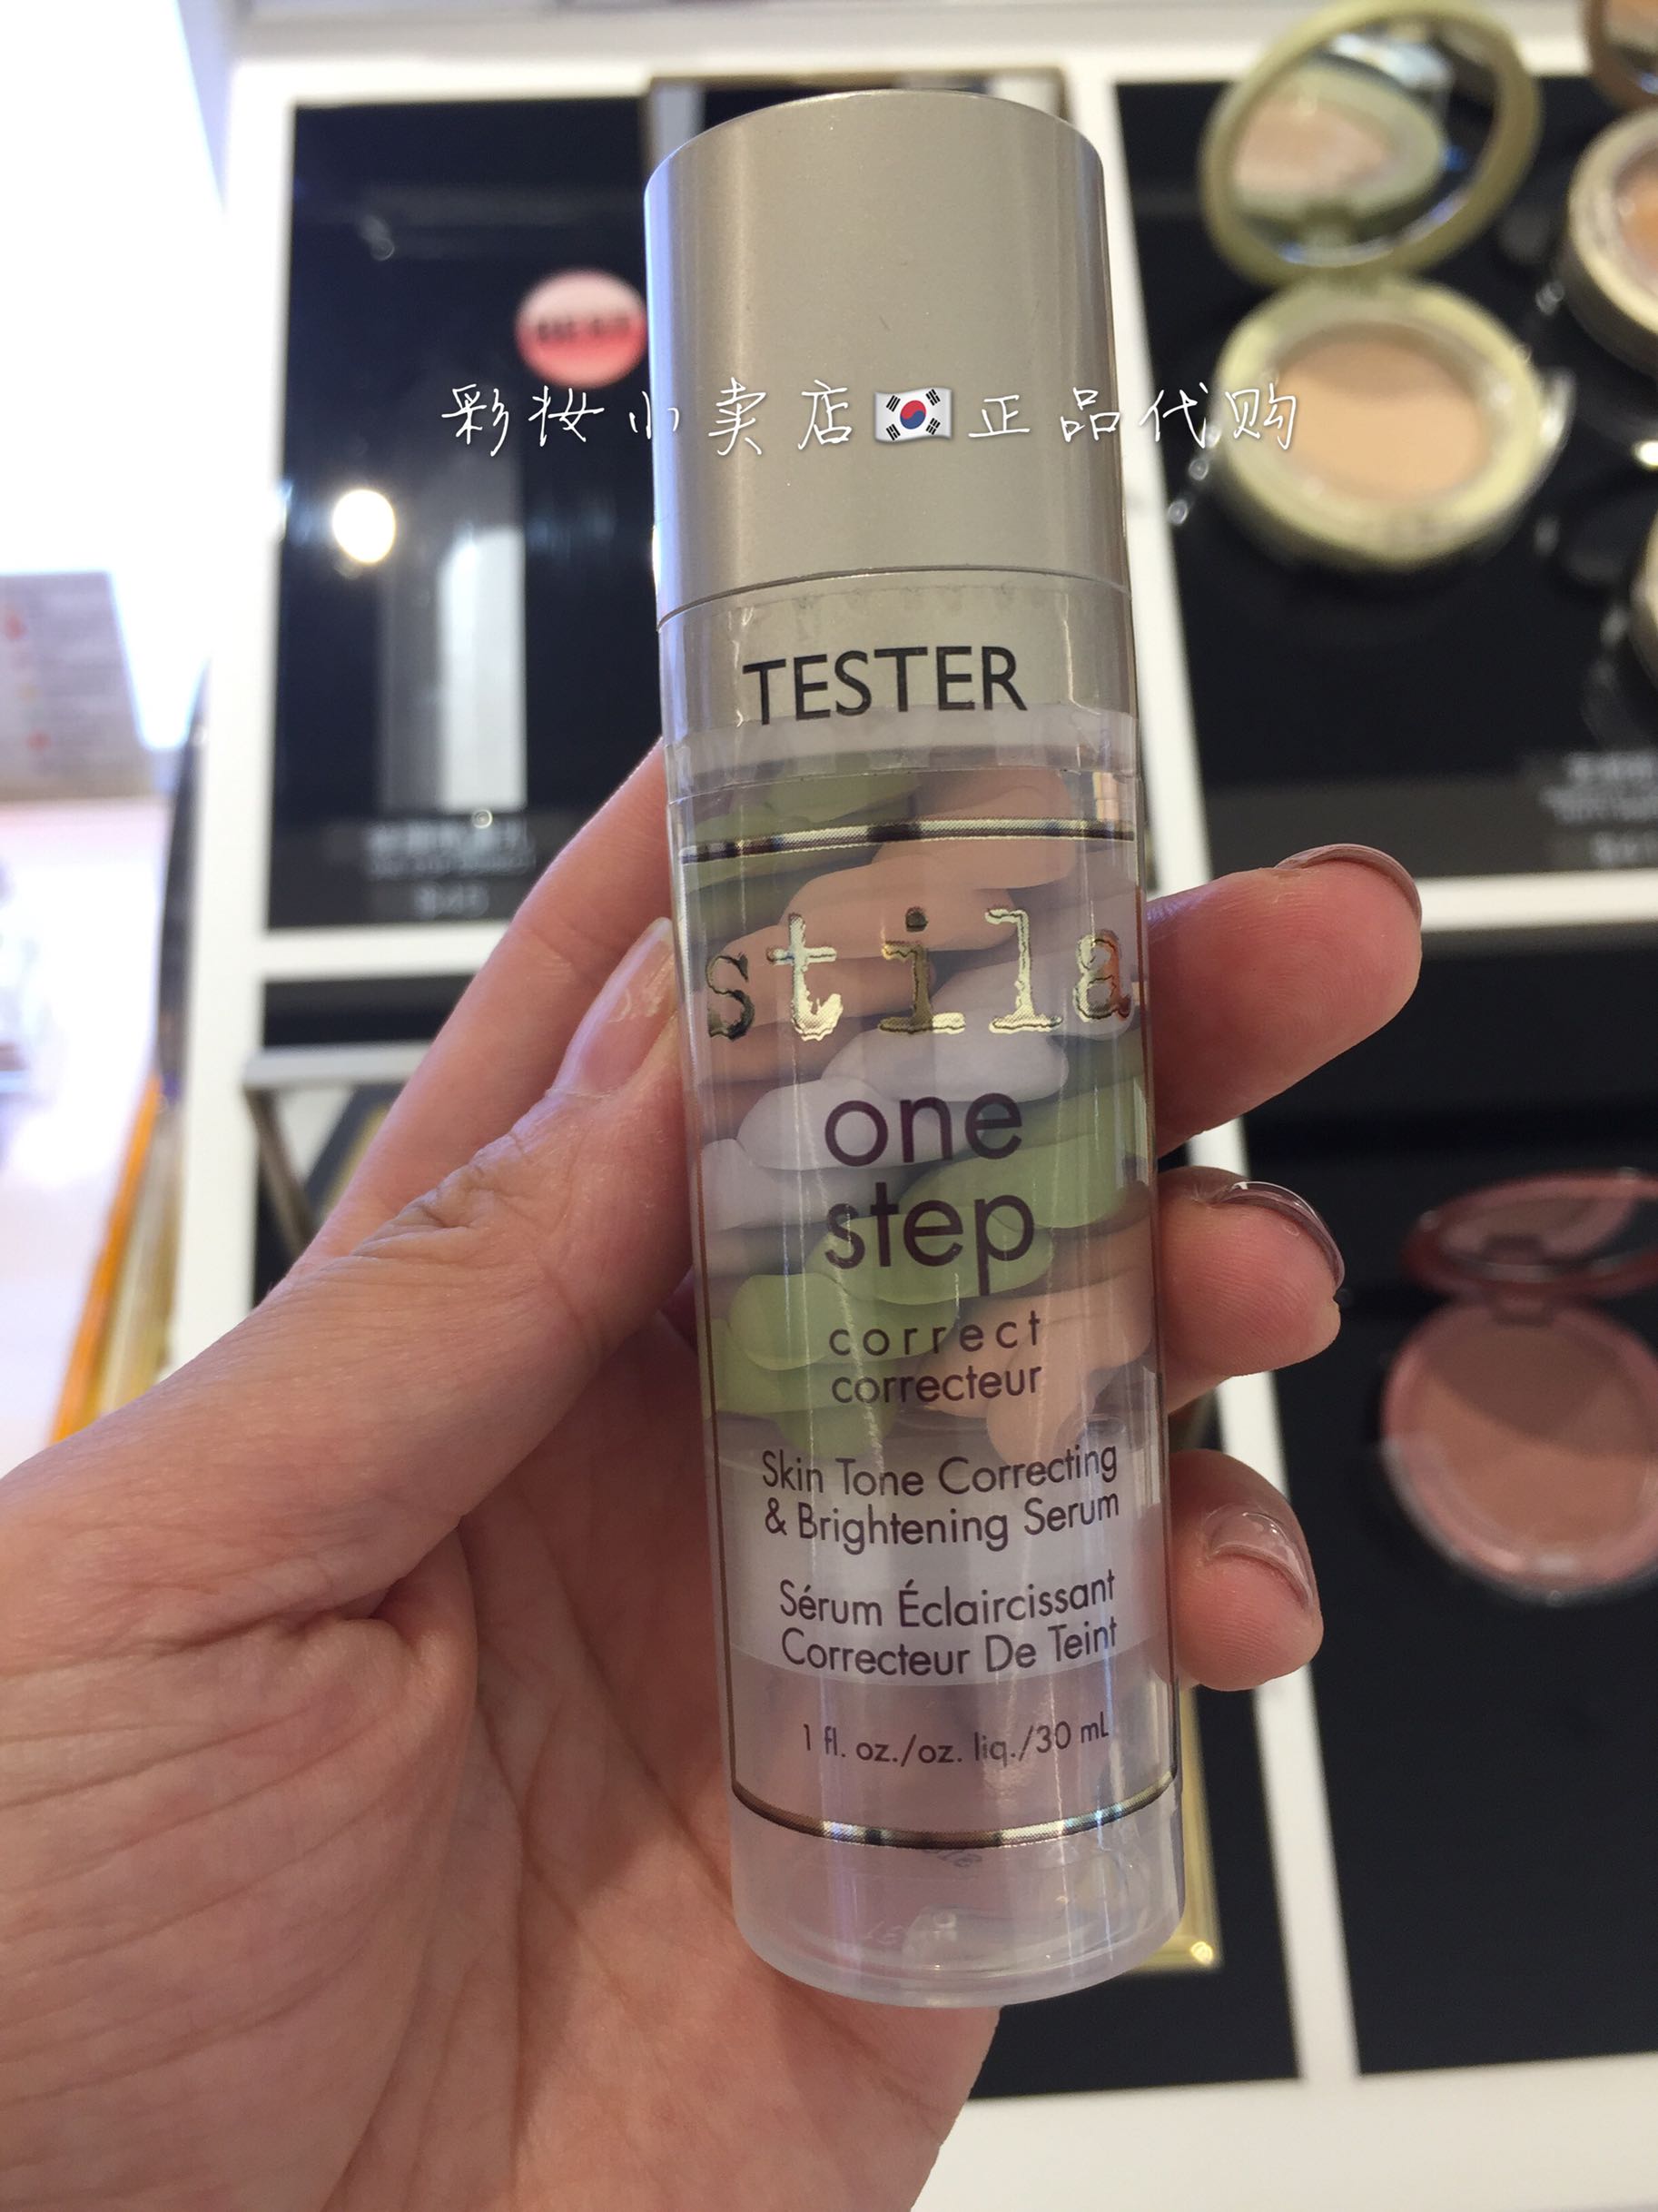 彩妆小卖店🇰🇷正品代购
TESTER
stila
one
step
correct
correcteur
Skin Tone Correcting
& Brightening Serum
Sérum Éclaircissant
Correcteur De Teint
1 fl. oz./oz. liq./30 mL